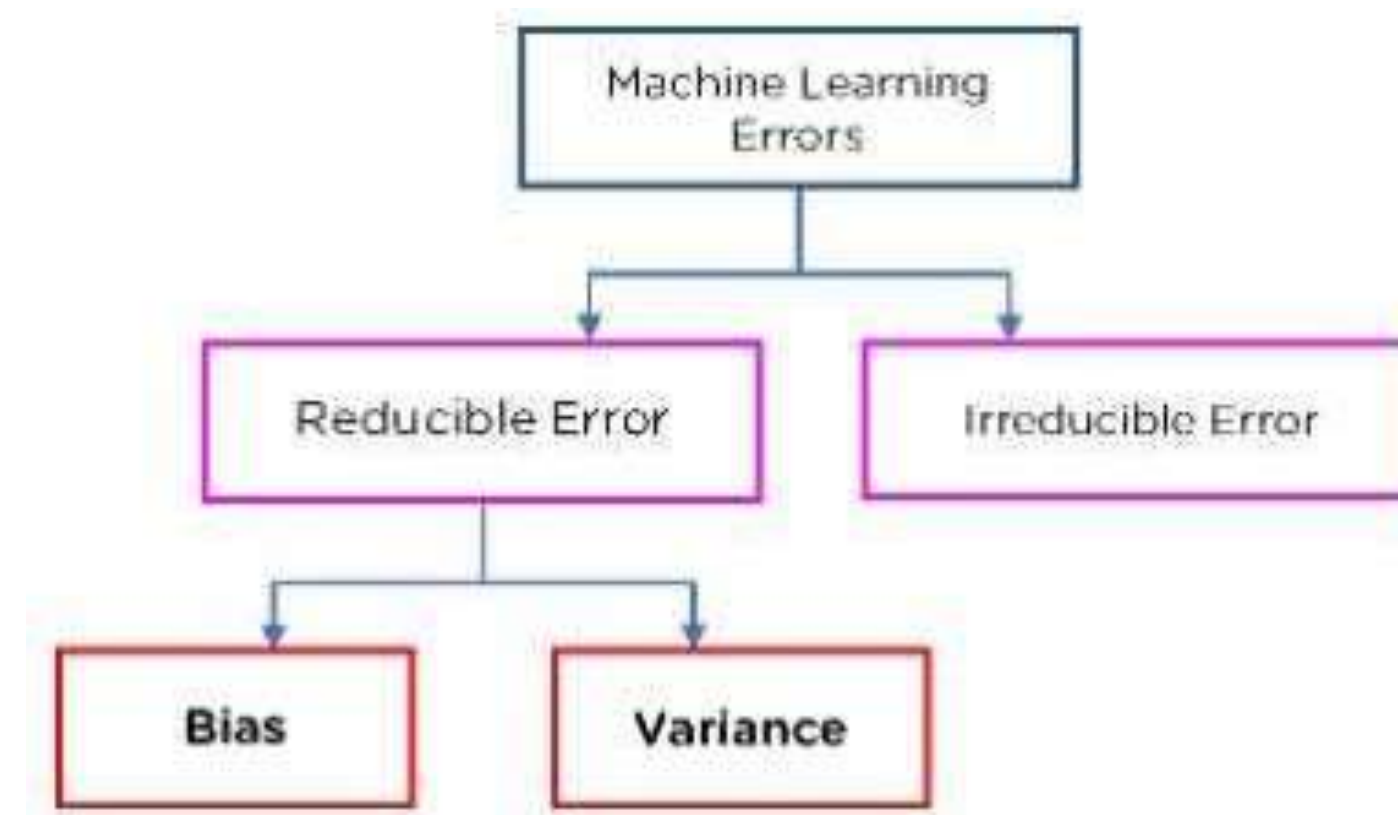 Machine Learning
Errors
Reducible Error
Irreducible Error
Bias
Variance